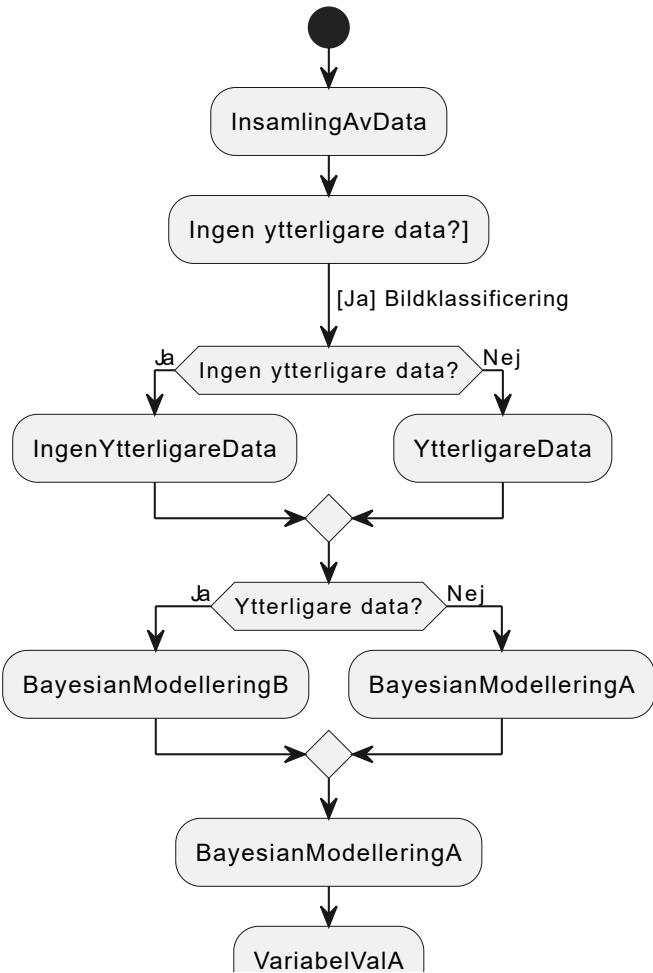 InsamlingAvData
Ingen ytterligare data?]
[Ja] Bildklassificering
Ja
Ingen ytterligare data?
Nej
IngenYtterligareData
YtterligareData
Ja
Ytterligare data?
Nej
BayesianModelleringB
BayesianModelleringA
BayesianModelleringA
VariabelValA